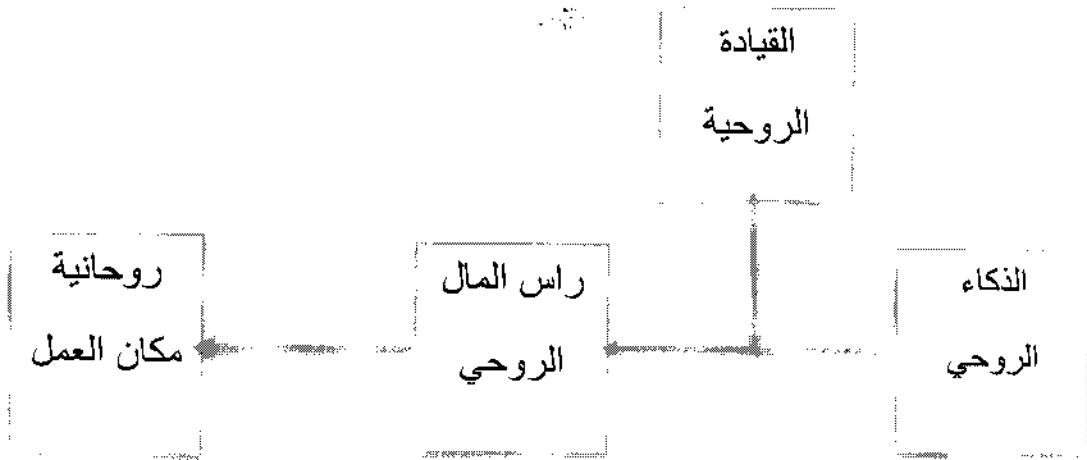 القيادة
الروحية
الذكاء
الروحي
راس المال
الروحي
روحانية
مكان العمل